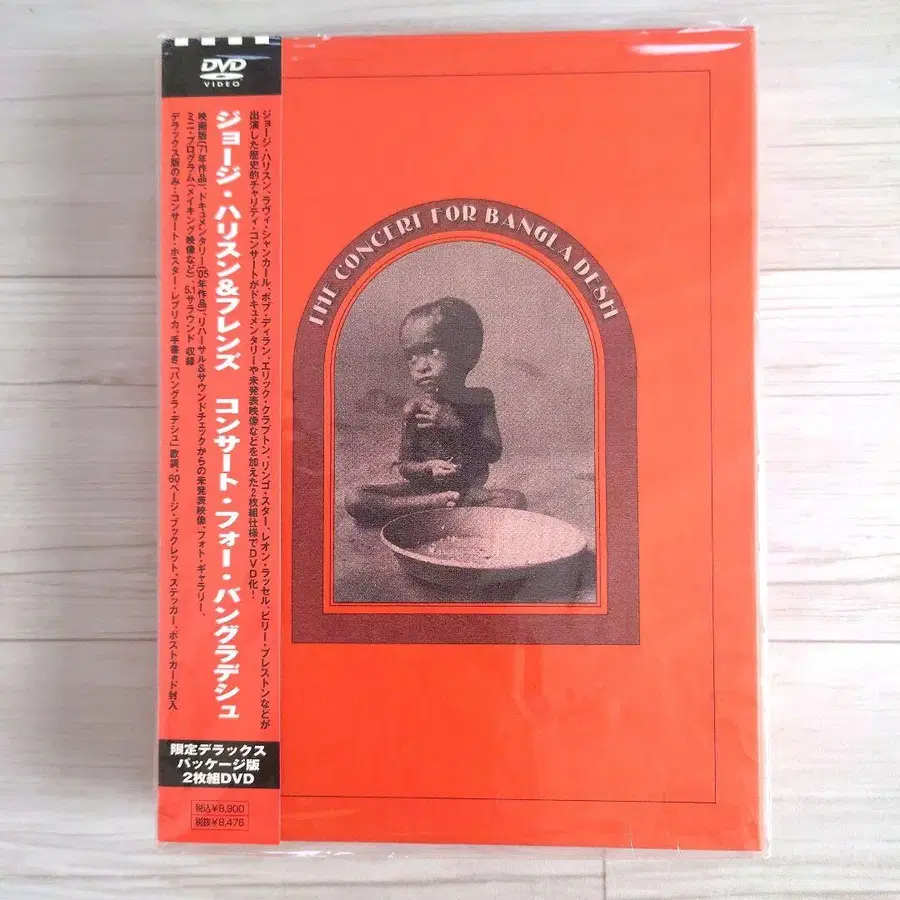 DVD
VIDEO
ジョージ・ハリスン、ラヴィ・シャンカール、ボブ・ディラン、エリック・クラプトン、リンゴ・スター、レオン・ラッセル、ビリー・プレストンなどが
出演した歴史的チャリティ・コンサートがドキュメンタリーや未発表映像などを加えた2枚組仕様でDVD化!
ジョージ・ハリスン&フレンズ コンサート・フォー・バングラデシュ
映画版('71年作品)、ドキュメンタリー('05年作品)、リハーサル&サウンドチェックからの未発表映像、フォト・ギャラリー、
ミニ・プログラム(メイキング映像など)、5.1サラウンド 収録
デラックス版のみ:コンサート・ポスター・レプリカ、手書き「バングラ・デシュ」歌詞、60ページ・ブックレット、ステッカー、ポストカード封入
限定デラックス
パッケージ版
2枚組DVD
税込¥8,900
税抜¥8,476
THE CONCERT FOR BANGLA DESH